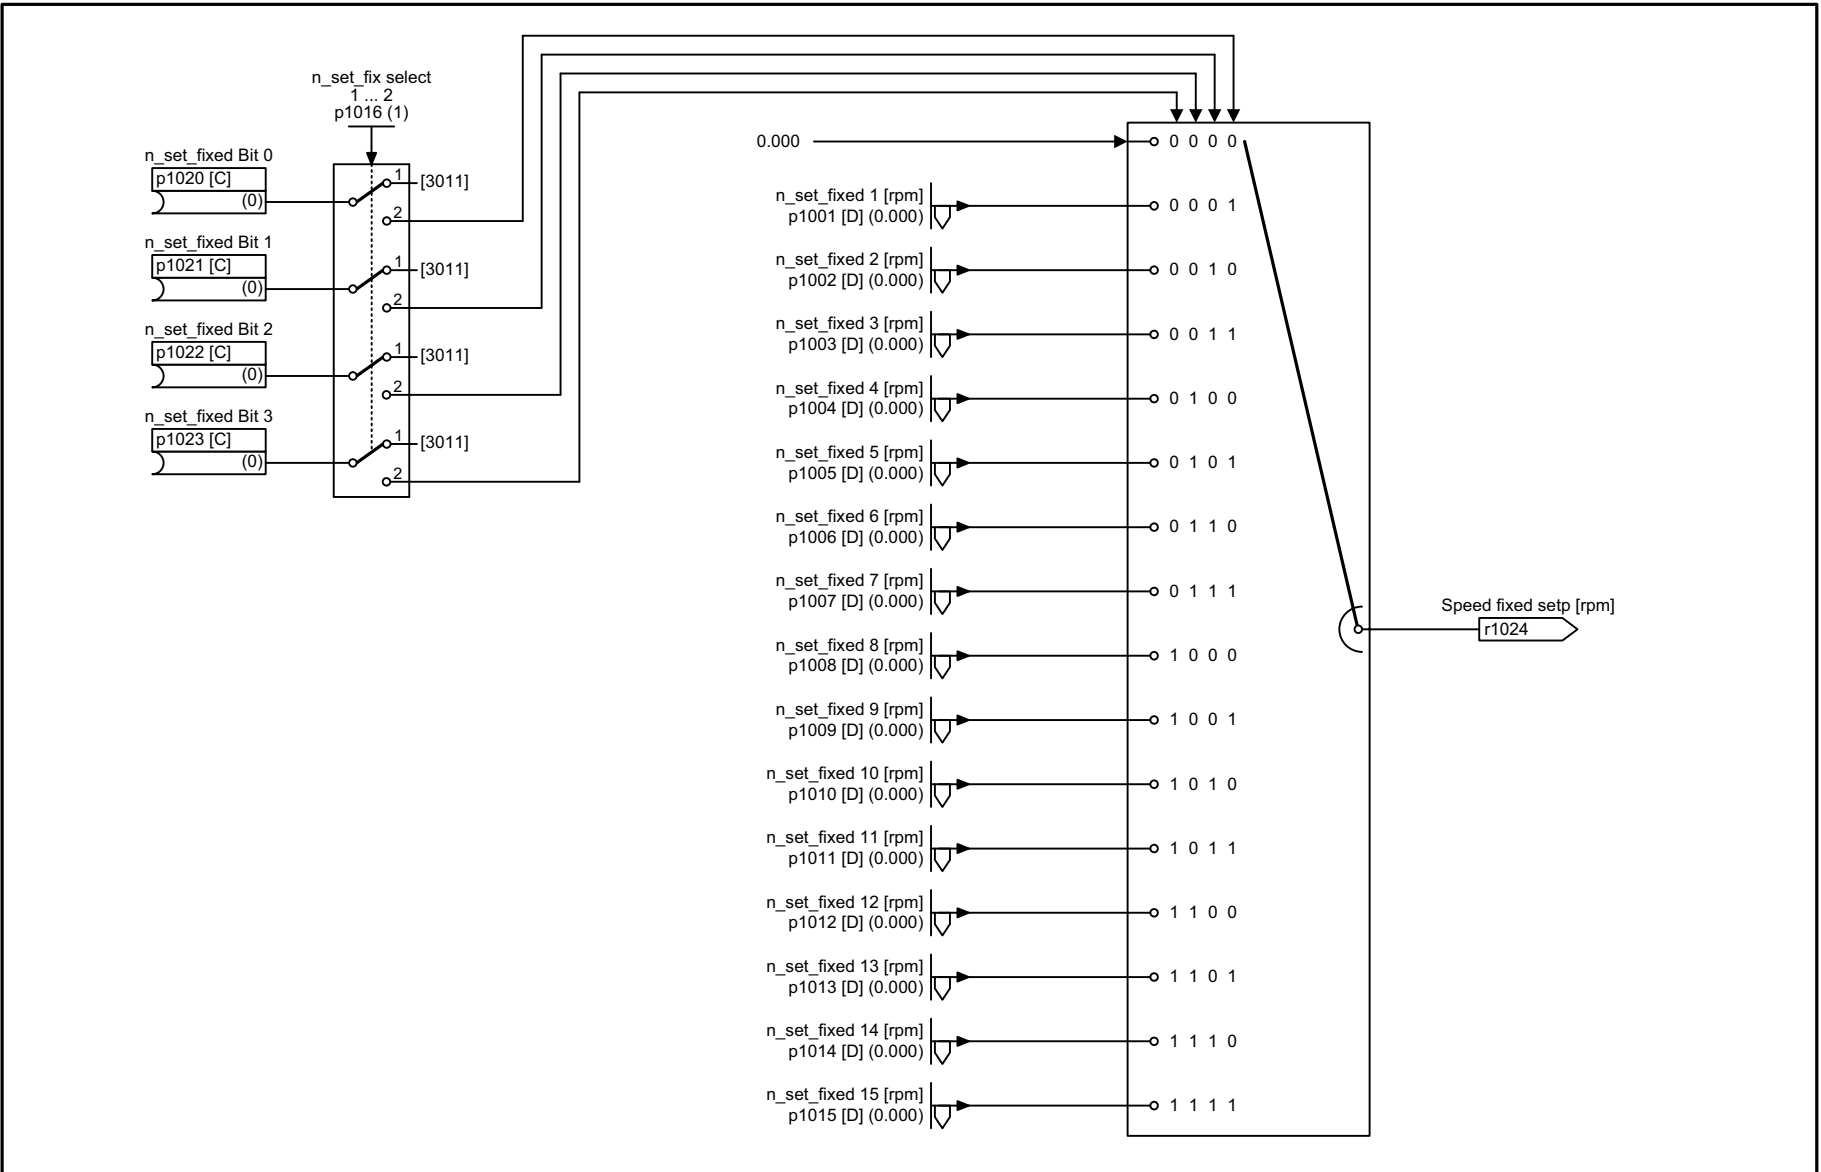 n_set_fix select
1 ... 2
p1016 (1)
n_set_fixed Bit 0
p1020 [C]
(0)
1
[3011]
2
n_set_fixed Bit 1
p1021 [C]
(0)
1
[3011]
2
n_set_fixed Bit 2
p1022 [C]
(0)
1
[3011]
2
n_set_fixed Bit 3
p1023 [C]
(0)
1
[3011]
2
0.000
0 0 0 0
n_set_fixed 1 [rpm]
p1001 [D] (0.000)
0 0 0 1
n_set_fixed 2 [rpm]
p1002 [D] (0.000)
0 0 1 0
n_set_fixed 3 [rpm]
p1003 [D] (0.000)
0 0 1 1
n_set_fixed 4 [rpm]
p1004 [D] (0.000)
0 1 0 0
n_set_fixed 5 [rpm]
p1005 [D] (0.000)
0 1 0 1
n_set_fixed 6 [rpm]
p1006 [D] (0.000)
0 1 1 0
n_set_fixed 7 [rpm]
p1007 [D] (0.000)
0 1 1 1
n_set_fixed 8 [rpm]
p1008 [D] (0.000)
1 0 0 0
n_set_fixed 9 [rpm]
p1009 [D] (0.000)
1 0 0 1
n_set_fixed 10 [rpm]
p1010 [D] (0.000)
1 0 1 0
n_set_fixed 11 [rpm]
p1011 [D] (0.000)
1 0 1 1
n_set_fixed 12 [rpm]
p1012 [D] (0.000)
1 1 0 0
n_set_fixed 13 [rpm]
p1013 [D] (0.000)
1 1 0 1
n_set_fixed 14 [rpm]
p1014 [D] (0.000)
1 1 1 0
n_set_fixed 15 [rpm]
p1015 [D] (0.000)
1 1 1 1
Speed fixed setp [rpm]
r1024